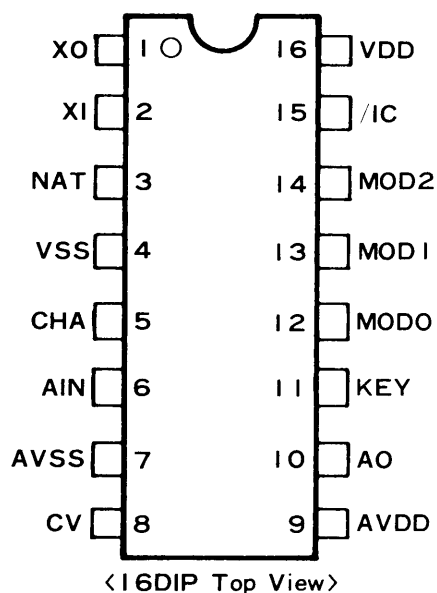 XO 1 16 VDD
XI 2 15 /IC
NAT 3 14 MOD2
VSS 4 13 MOD1
CHA 5 12 MOD0
AIN 6 11 KEY
AVSS 7 10 AO
CV 8 9 AVDD
<16DIP Top View>